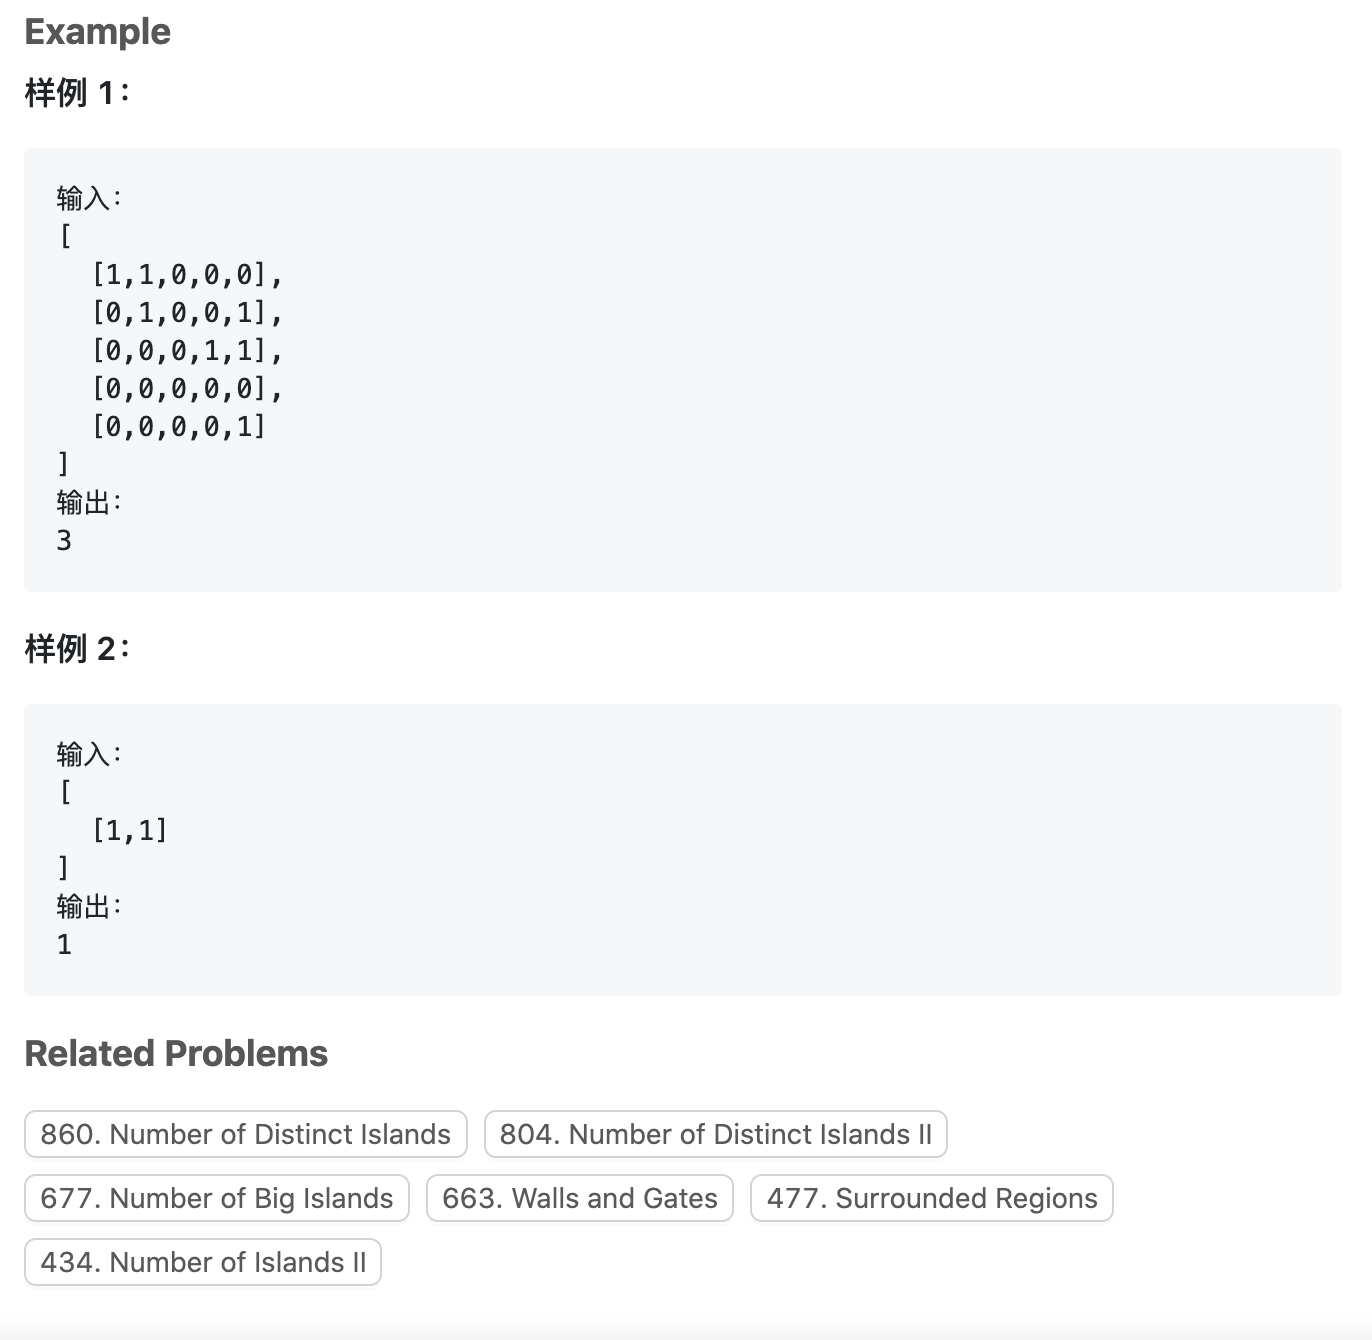 Example
样例 1：
输入：
[
  [1,1,0,0,0],
  [0,1,0,0,1],
  [0,0,0,1,1],
  [0,0,0,0,0],
  [0,0,0,0,1]
]
输出：
3
样例 2：
输入：
[
  [1,1]
]
输出：
1
Related Problems
860. Number of Distinct Islands 804. Number of Distinct Islands II
677. Number of Big Islands 663. Walls and Gates 477. Surrounded Regions
434. Number of Islands II